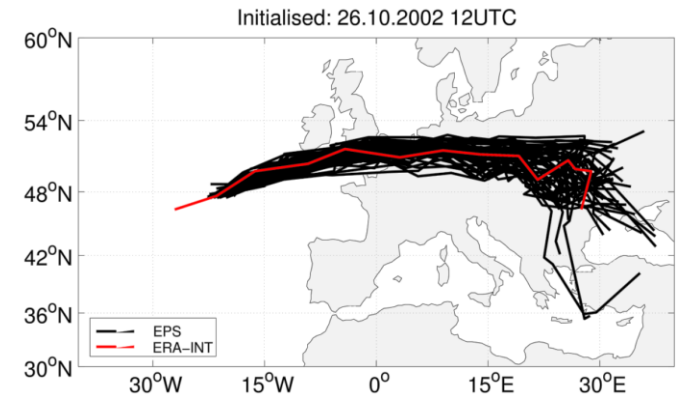 Initialised: 26.10.2002 12UTC
60°N
54°N
48°N
42°N
36°N
30°N
EPS
ERA−INT
30°W 15°W 0° 15°E 30°E